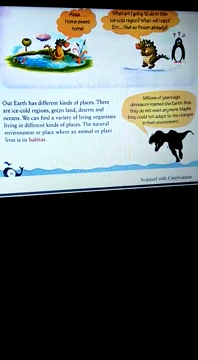 Ahaa ...
Home sweet
home!
What am I going to do in this
ice-cold region? What will I eat?
Err.... I feel so frozen already!
Our Earth has different kinds of places. There
are ice-cold regions, green land, deserts and
oceans. We can find a variety of living organisms
living in different kinds of places. The natural
environment or place where an animal or plant
lives is its habitat.
Millions of years ago,
dinosaurs roamed the Earth. Now,
they do not exist anymore. Maybe,
they could not adapt to the changes
in their environment.
Scanned with CamScanner